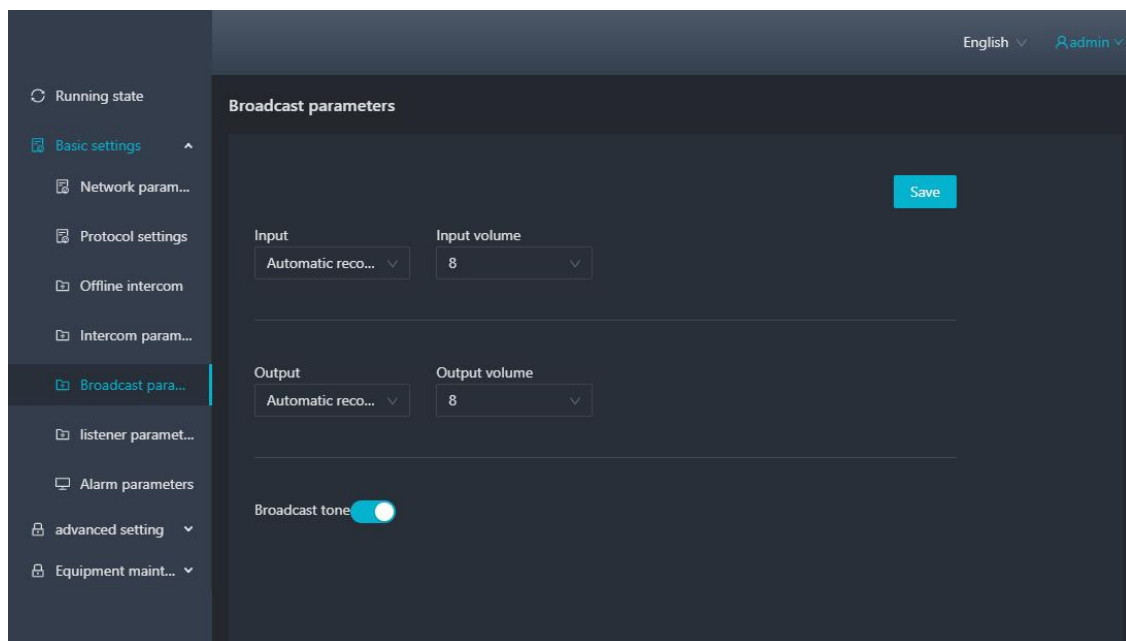 English
admin
Running state
Broadcast parameters
Basic settings
Network param...
Save
Protocol settings
Input Input volume
Automatic reco... 8
Offline intercom
Intercom param...
Output Output volume
Broadcast para...
Automatic reco... 8
listener paramet...
Alarm parameters
Broadcast tone
advanced setting
Equipment maint...